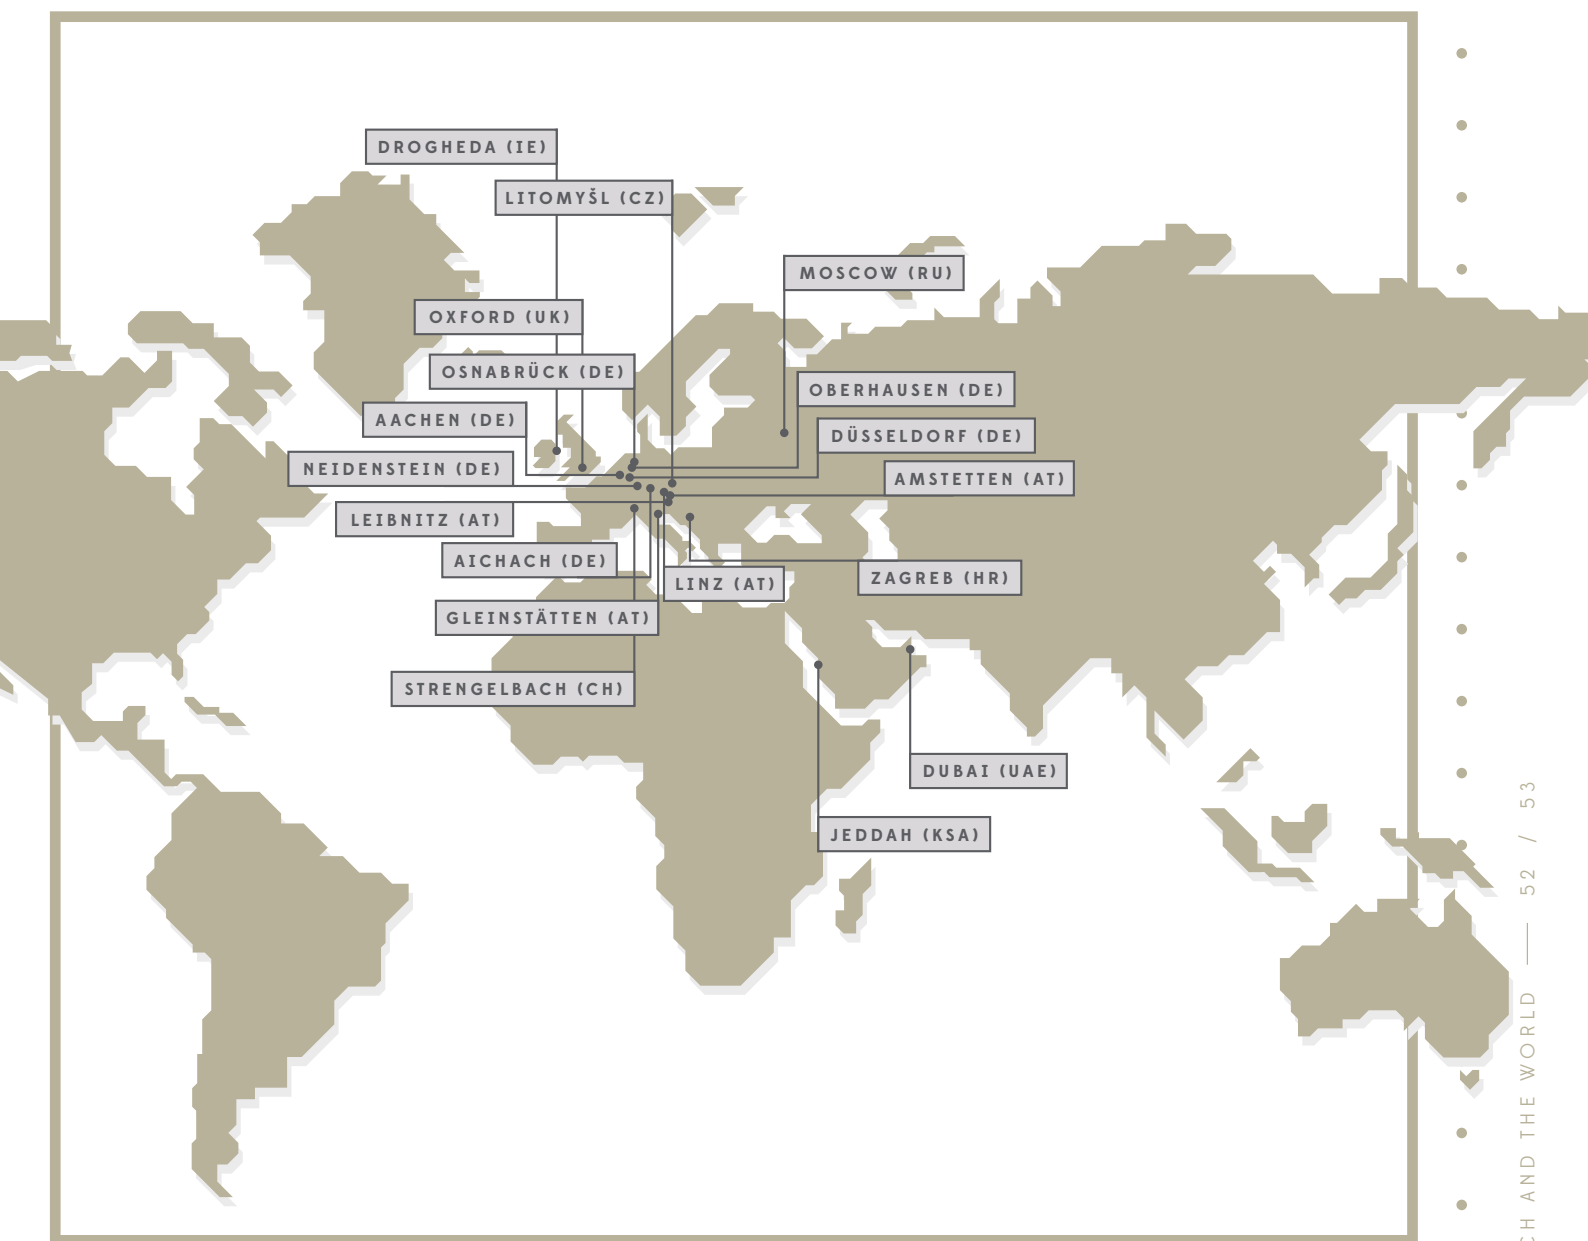 DROGHEDA (IE)
LITOMYŠL (CZ)
MOSCOW (RU)
OXFORD (UK)
OSNABRÜCK (DE)
OBERHAUSEN (DE)
AACHEN (DE)
DÜSSELDORF (DE)
NEIDENSTEIN (DE)
AMSTETTEN (AT)
LEIBNITZ (AT)
AICHACH (DE)
LINZ (AT)
ZAGREB (HR)
GLEINSTÄTTEN (AT)
STRENGELBACH (CH)
DUBAI (UAE)
JEDDAH (KSA)
AND THE WORLD — 52 / 53